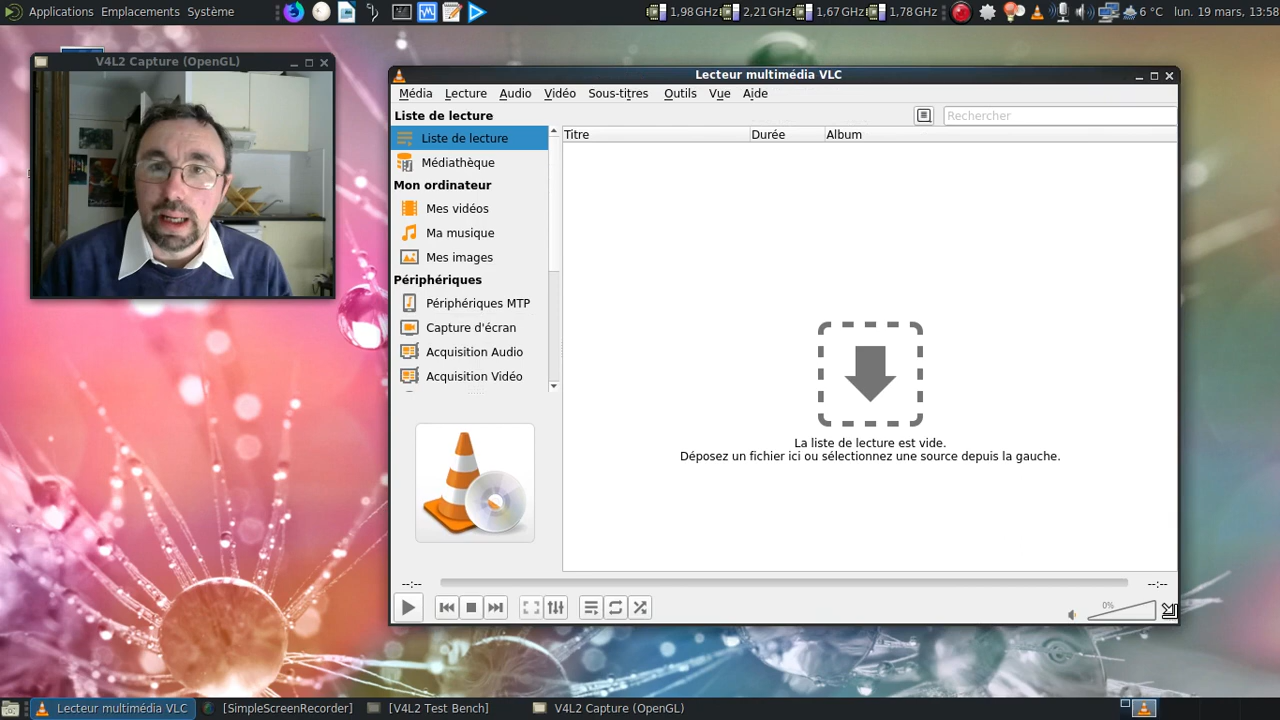 Applications Emplacements Système
1,98 GHz 2,21 GHz 1,67 GHz 1,78 GHz 6 °C lun. 19 mars, 13:58
V4L2 Capture (OpenGL)
Lecteur multimédia VLC
Média Lecture Audio Vidéo Sous-titres Outils Vue Aide
Liste de lecture
Rechercher
Titre Durée Album
Liste de lecture
Médiathèque
Mon ordinateur
Mes vidéos
Ma musique
Mes images
Périphériques
Périphériques MTP
Capture d'écran
Acquisition Audio
Acquisition Vidéo
La liste de lecture est vide.
Déposez un fichier ici ou sélectionnez une source depuis la gauche.
--:-- --:--
0%
Lecteur multimédia VLC [SimpleScreenRecorder] [V4L2 Test Bench] V4L2 Capture (OpenGL)